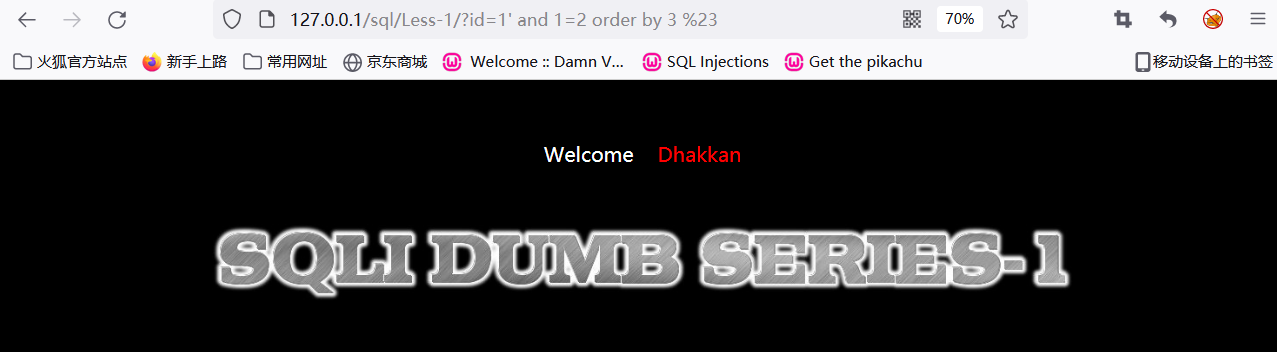 127.0.0.1/sql/Less-1/?id=1' and 1=2 order by 3 %23
70%
火狐官方站点 新手上路 常用网址 京东商城 Welcome :: Damn V... SQL Injections Get the pikachu 移动设备上的书签
Welcome Dhakkan
SQLI DUMB SERIES-1